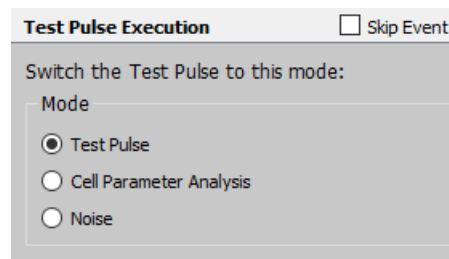 Test Pulse Execution Skip Event
Switch the Test Pulse to this mode:
Mode
Test Pulse
Cell Parameter Analysis
Noise